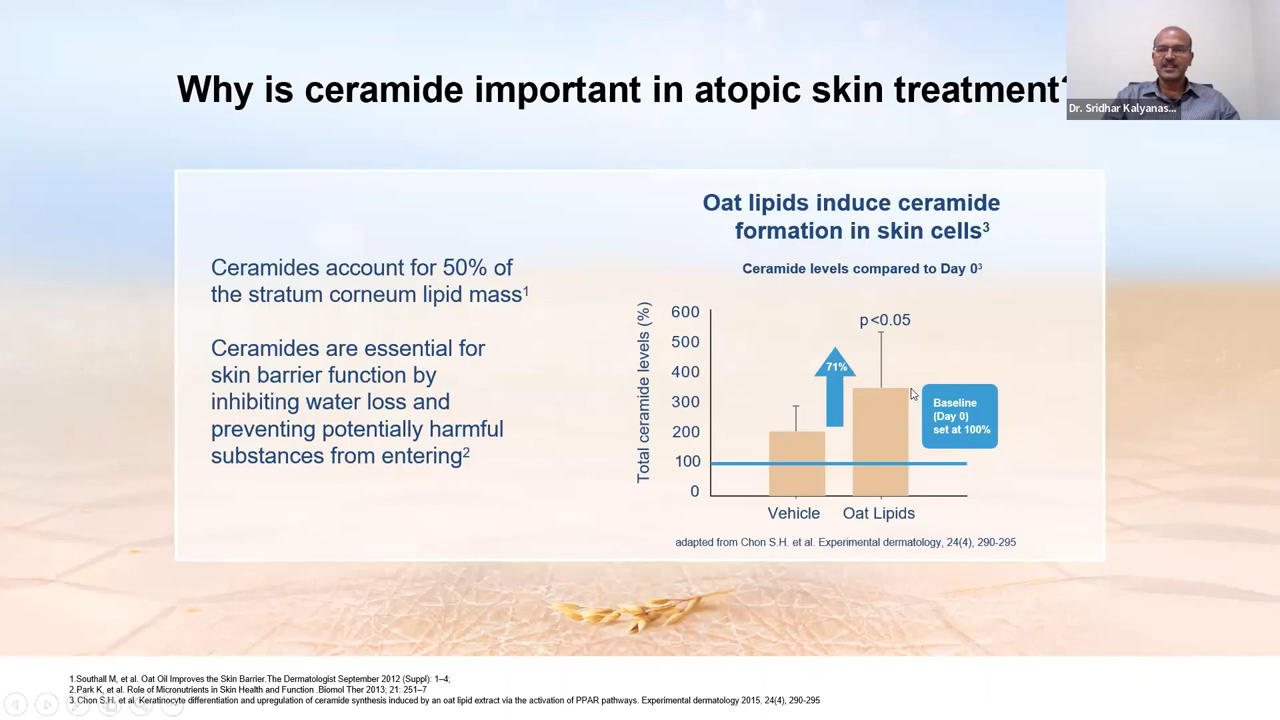 Why is ceramide important in atopic skin treatment?
Dr. Sridhar Kalyanas...
Ceramides account for 50% of
the stratum corneum lipid mass¹
Ceramides are essential for
skin barrier function by
inhibiting water loss and
preventing potentially harmful
substances from entering²
Oat lipids induce ceramide
formation in skin cells³
Ceramide levels compared to Day 0³
Total ceramide levels (%)
600
500
400
300
200
100
0
p<0.05
71%
Baseline
(Day 0)
set at 100%
Vehicle
Oat Lipids
adapted from Chon S.H. et al. Experimental dermatology, 24(4), 290-295
1.Southall M, et al. Oat Oil Improves the Skin Barrier.The Dermatologist September 2012 (Suppl): 1–4;
2.Park K, et al. Role of Micronutrients in Skin Health and Function .Biomol Ther 2013; 21: 251–7
3.Chon S.H. et al. Keratinocyte differentiation and upregulation of ceramide synthesis induced by an oat lipid extract via the activation of PPAR pathways. Experimental dermatology 2015, 24(4), 290-295